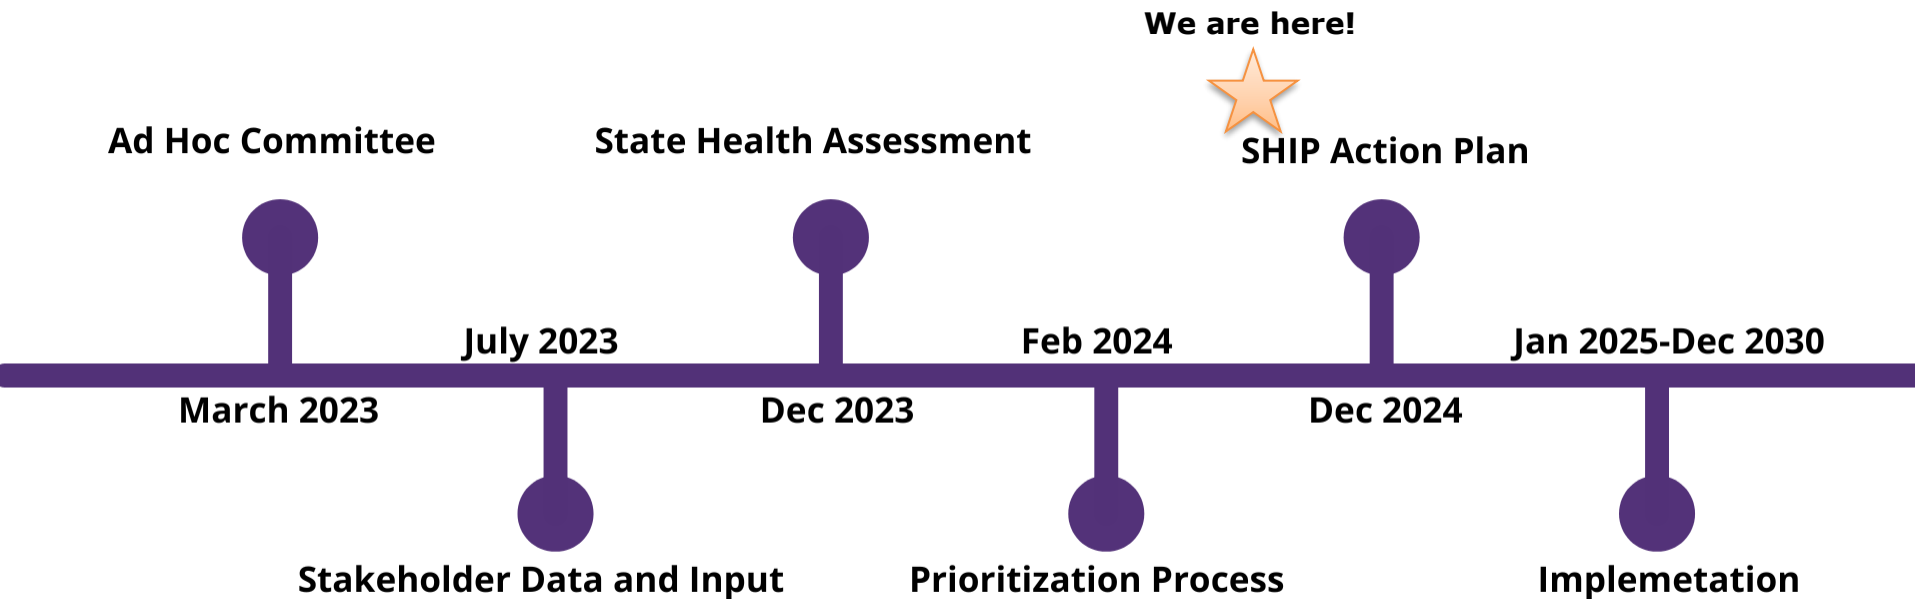 We are here!
Ad Hoc Committee
State Health Assessment
SHIP Action Plan
July 2023
Feb 2024
Jan 2025-Dec 2030
March 2023
Dec 2023
Dec 2024
Stakeholder Data and Input
Prioritization Process
Implemetation